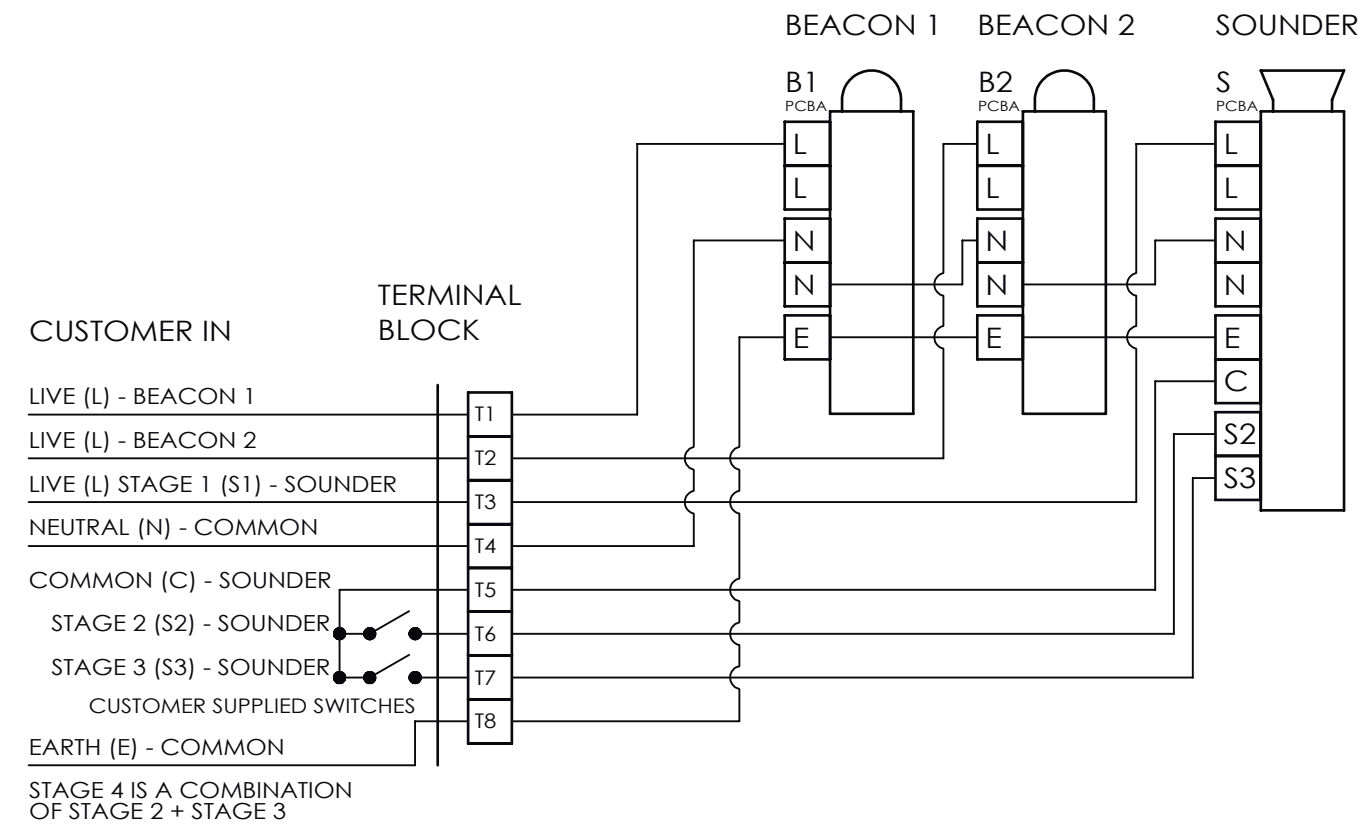 BEACON 1
BEACON 2
SOUNDER
B1
PCBA
L
L
N
N
E
B2
PCBA
L
L
N
N
E
S
PCBA
L
L
N
N
E
C
S2
S3
CUSTOMER IN
TERMINAL
BLOCK
LIVE (L) - BEACON 1
LIVE (L) - BEACON 2
LIVE (L) STAGE 1 (S1) - SOUNDER
NEUTRAL (N) - COMMON
COMMON (C) - SOUNDER
STAGE 2 (S2) - SOUNDER
STAGE 3 (S3) - SOUNDER
CUSTOMER SUPPLIED SWITCHES
EARTH (E) - COMMON
STAGE 4 IS A COMBINATION
OF STAGE 2 + STAGE 3
T1
T2
T3
T4
T5
T6
T7
T8